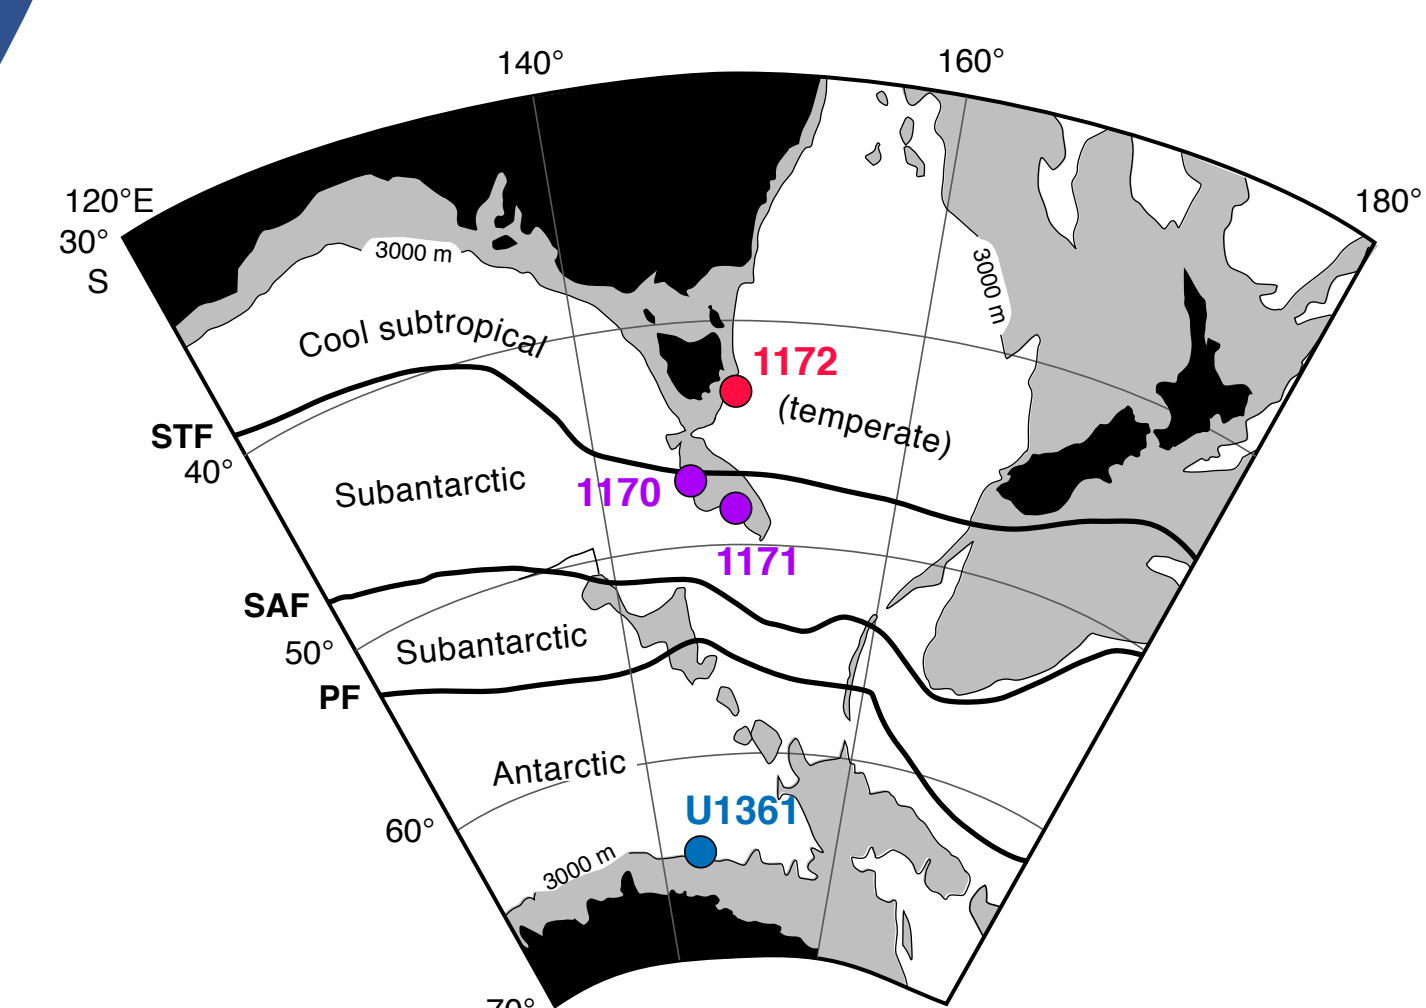 140°
160°
120°E
180°
30°
S
3000 m
3000 m
Cool subtropical
1172
(temperate)
STF
40°
Subantarctic
1170
1171
SAF
50°
Subantarctic
PF
Antarctic
U1361
60°
3000 m
70°